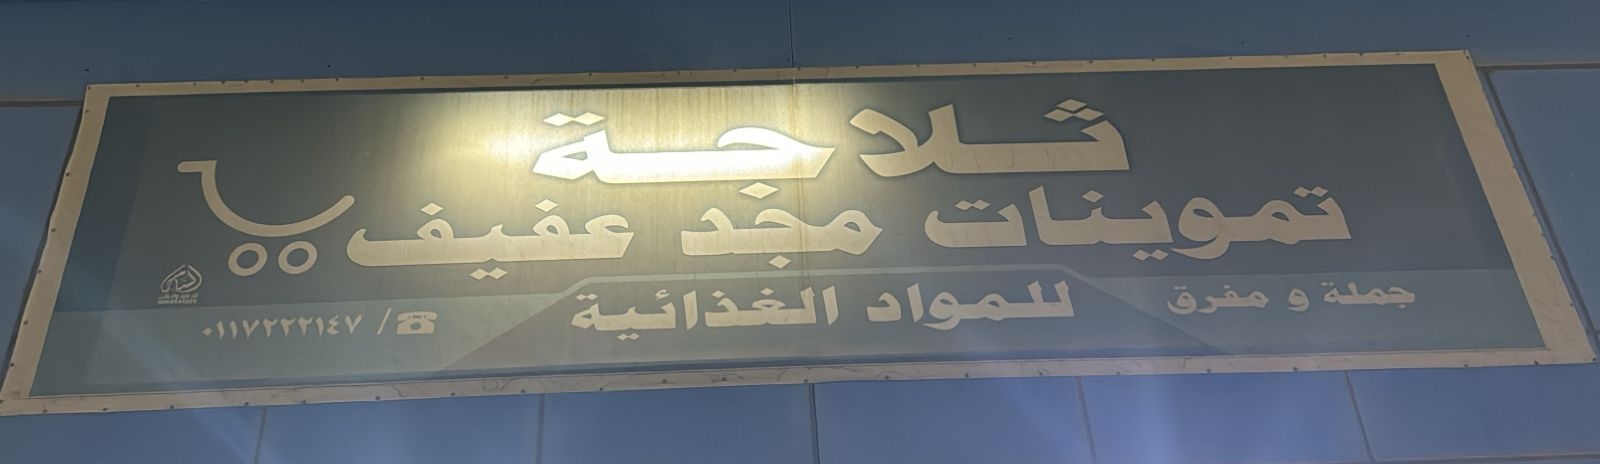 ثلاجة
تموينات مجد عفيف
جملة و مفرق
للمواد الغذائية
☎ / ٠١١٧٢٢٢١٤٧